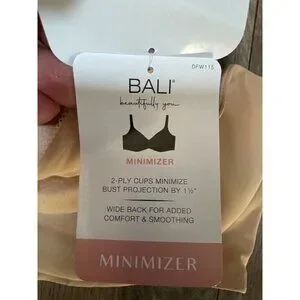 DFW115
BALI®
beautifully you
MINIMIZER
2-PLY CUPS MINIMIZE
BUST PROJECTION BY 1½"
WIDE BACK FOR ADDED
COMFORT & SMOOTHING
MINIMIZER